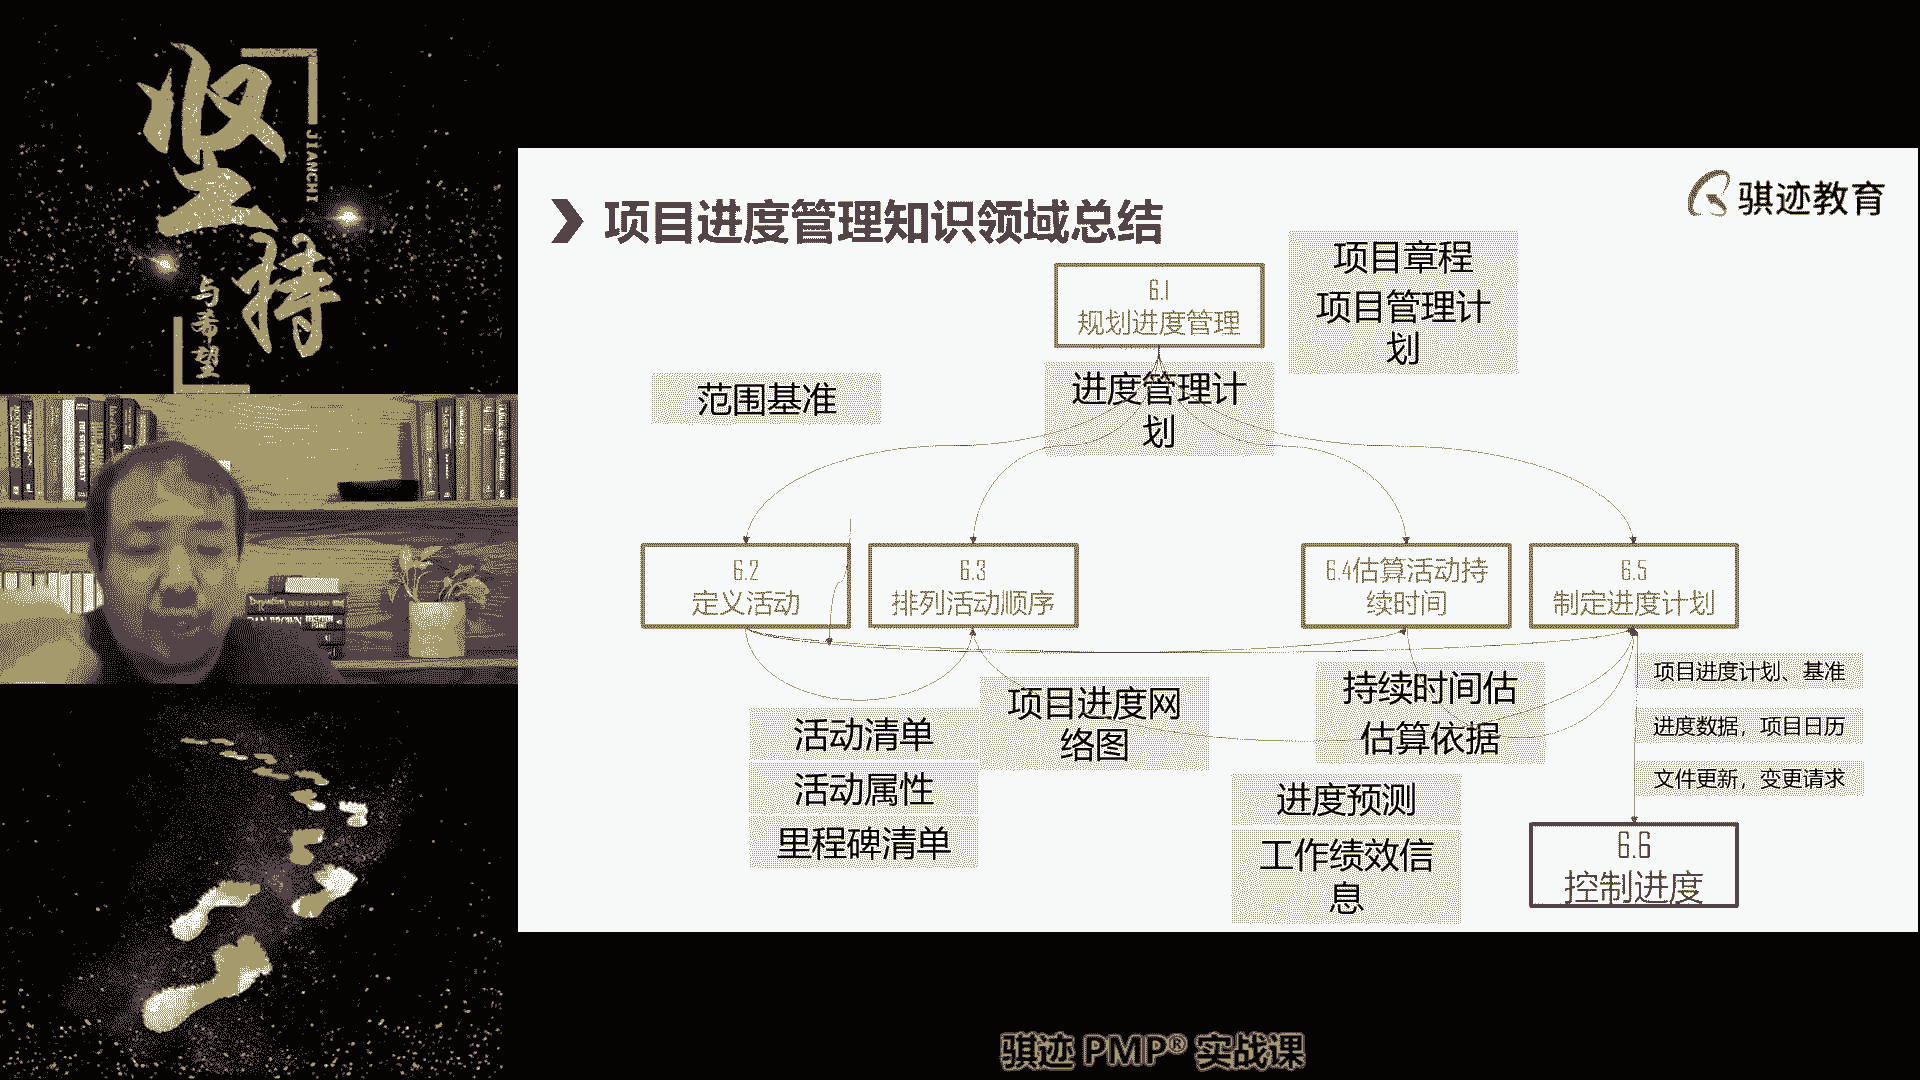 坚持
JIANCHI
与希望
骐迹教育
项目进度管理知识领域总结
项目章程
项目管理计
划
6.1
规划进度管理
进度管理计
划
范围基准
6.2
定义活动
6.3
排列活动顺序
6.4估算活动持
续时间
6.5
制定进度计划
活动清单
活动属性
里程碑清单
项目进度网
络图
持续时间估
估算依据
项目进度计划、基准
进度数据，项目日历
文件更新，变更请求
进度预测
工作绩效信
息
6.6
控制进度
DAN BROWN
骐迹 PMP® 实战课